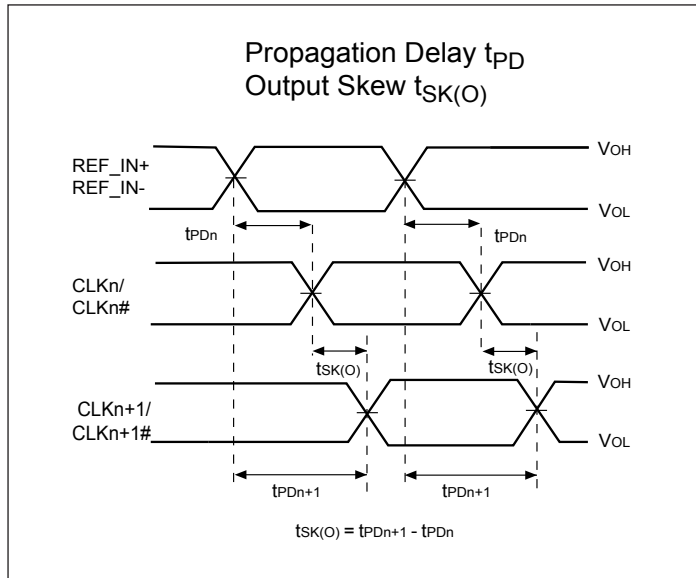 Propagation Delay tPD
Output Skew tSK(O)
REF_IN+
REF_IN-
VOH
VOL
tPDn
tPDn
CLKn/
CLKn#
VOH
VOL
tSK(O)
tSK(O)
CLKn+1/
CLKn+1#
VOH
VOL
tPDn+1
tPDn+1
tSK(O) = tPDn+1 - tPDn